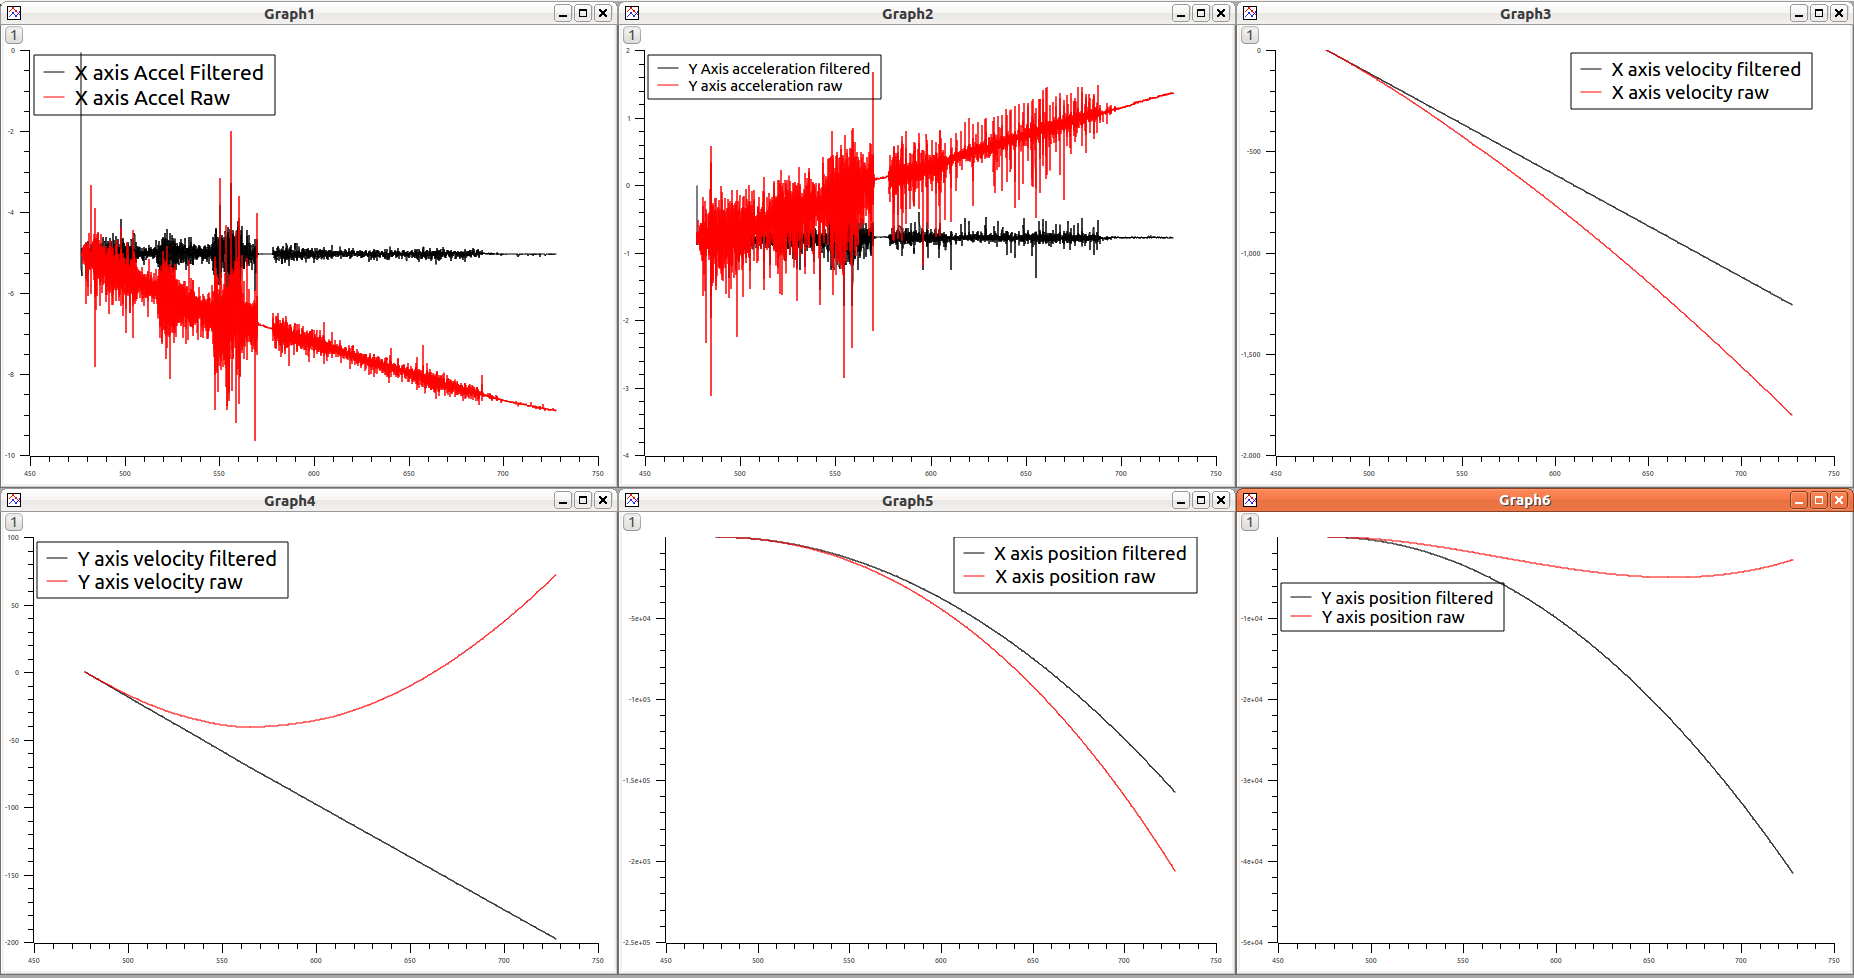 Graph1
1
X axis Accel Filtered
X axis Accel Raw
0
-2
-4
-6
-8
-10
450
500
550
600
650
700
750
Graph2
1
Y Axis acceleration filtered
Y axis acceleration raw
2
1
0
-1
-2
-3
-4
450
500
550
600
650
700
750
Graph3
1
X axis velocity filtered
X axis velocity raw
0
-500
-1,000
-1,500
-2,000
450
500
550
600
650
700
750
Graph4
1
Y axis velocity filtered
Y axis velocity raw
100
50
0
-50
-100
-150
-200
450
500
550
600
650
700
750
Graph5
1
X axis position filtered
X axis position raw
-5e+04
-1e+05
-1.5e+05
-2e+05
-2.5e+05
450
500
550
600
650
700
750
Graph6
1
Y axis position filtered
Y axis position raw
-1e+04
-2e+04
-3e+04
-4e+04
-5e+04
450
500
550
600
650
700
750